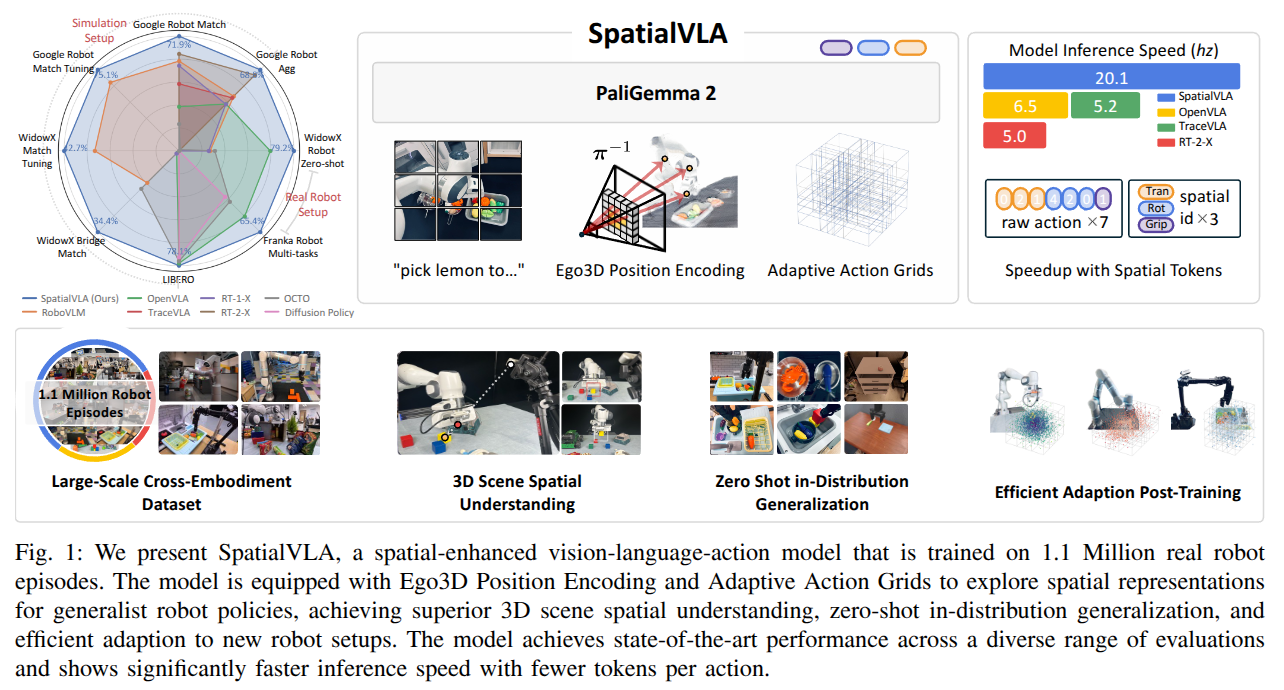 Simulation
Setup
Google Robot Match
71.9%
Google Robot
Match Tuning
5.1%
Google Robot
Agg
68.8%
WidowX
Match
Tuning
2.7%
WidowX
Robot
Zero-shot
79.2%
Real Robot
Setup
34.4%
WidowX Bridge
Match
65.4%
Franka Robot
Multi-tasks
78.1%
LIBERO
SpatialVLA (Ours)
OpenVLA
RT-1-X
OCTO
RoboVLM
TraceVLA
RT-2-X
Diffusion Policy
SpatialVLA
PaliGemma 2
π⁻¹
"pick lemon to..."
Ego3D Position Encoding
Adaptive Action Grids
Model Inference Speed (hz)
20.1
6.5
5.2
5.0
SpatialVLA
OpenVLA
TraceVLA
RT-2-X
0 2 1 4 2 0 1
raw action ×7
Tran
Rot
Grip
spatial
id ×3
Speedup with Spatial Tokens
1.1 Million Robot
Episodes
Large-Scale Cross-Embodiment
Dataset
3D Scene Spatial
Understanding
Zero Shot in-Distribution
Generalization
Efficient Adaption Post-Training
Fig. 1: We present SpatialVLA, a spatial-enhanced vision-language-action model that is trained on 1.1 Million real robot
episodes. The model is equipped with Ego3D Position Encoding and Adaptive Action Grids to explore spatial representations
for generalist robot policies, achieving superior 3D scene spatial understanding, zero-shot in-distribution generalization, and
efficient adaption to new robot setups. The model achieves state-of-the-art performance across a diverse range of evaluations
and shows significantly faster inference speed with fewer tokens per action.